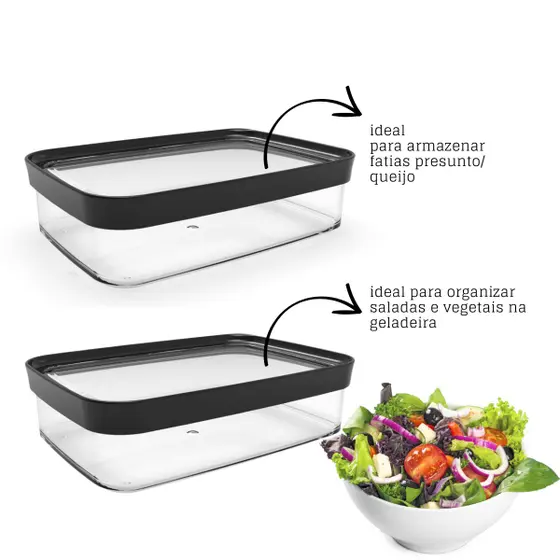 ideal
para armazenar
fatias presunto/
queijo
ideal para organizar
saladas e vegetais na
geladeira